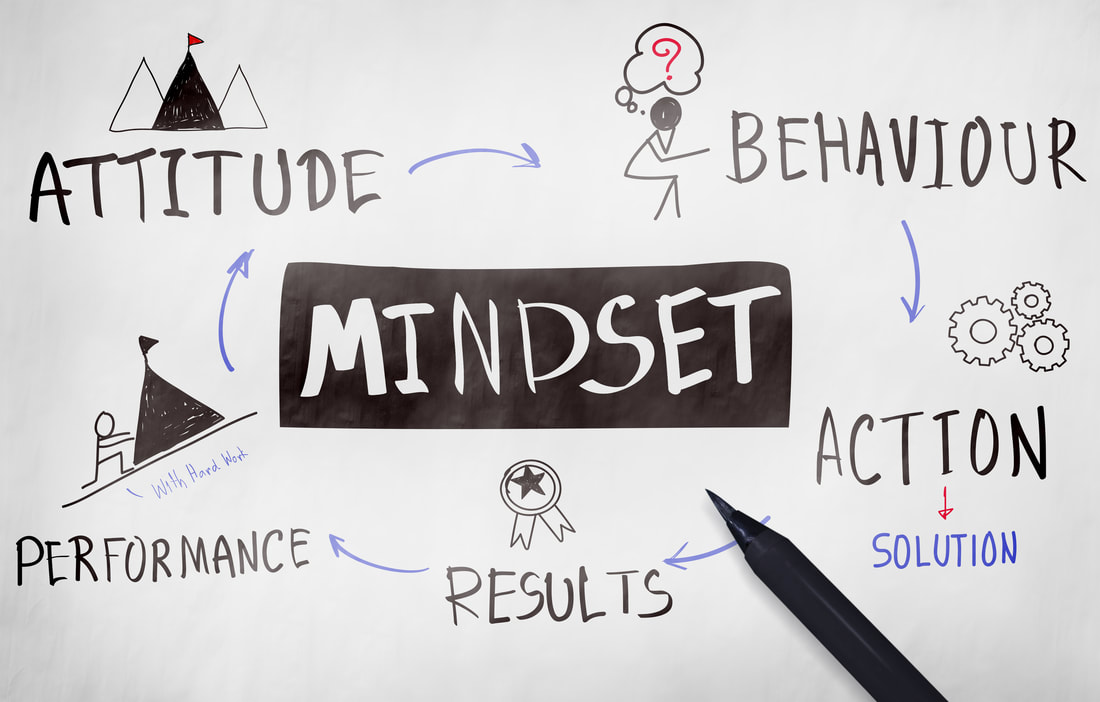 ?
ATTITUDE
BEHAVIOUR
MINDSET
ACTION
With Hard Work
SOLUTION
PERFORMANCE
RESULTS